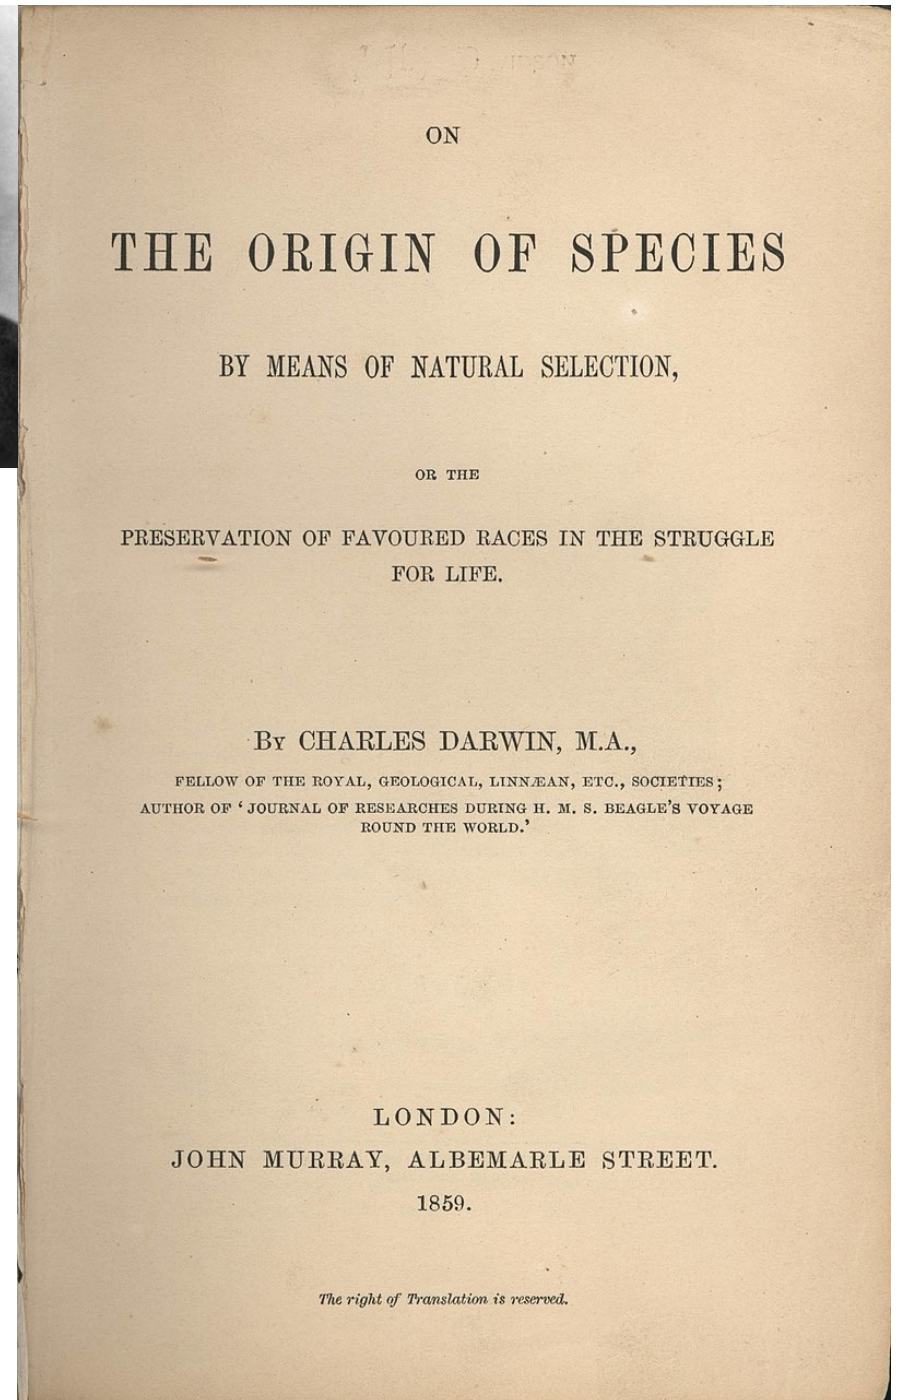 ON
THE ORIGIN OF SPECIES
BY MEANS OF NATURAL SELECTION,
OR THE
PRESERVATION OF FAVOURED RACES IN THE STRUGGLE
FOR LIFE.
By CHARLES DARWIN, M.A.,
FELLOW OF THE ROYAL, GEOLOGICAL, LINNÆAN, ETC., SOCIETIES;
AUTHOR OF ‘JOURNAL OF RESEARCHES DURING H. M. S. BEAGLE’S VOYAGE
ROUND THE WORLD.’
LONDON:
JOHN MURRAY, ALBEMARLE STREET.
1859.
The right of Translation is reserved.